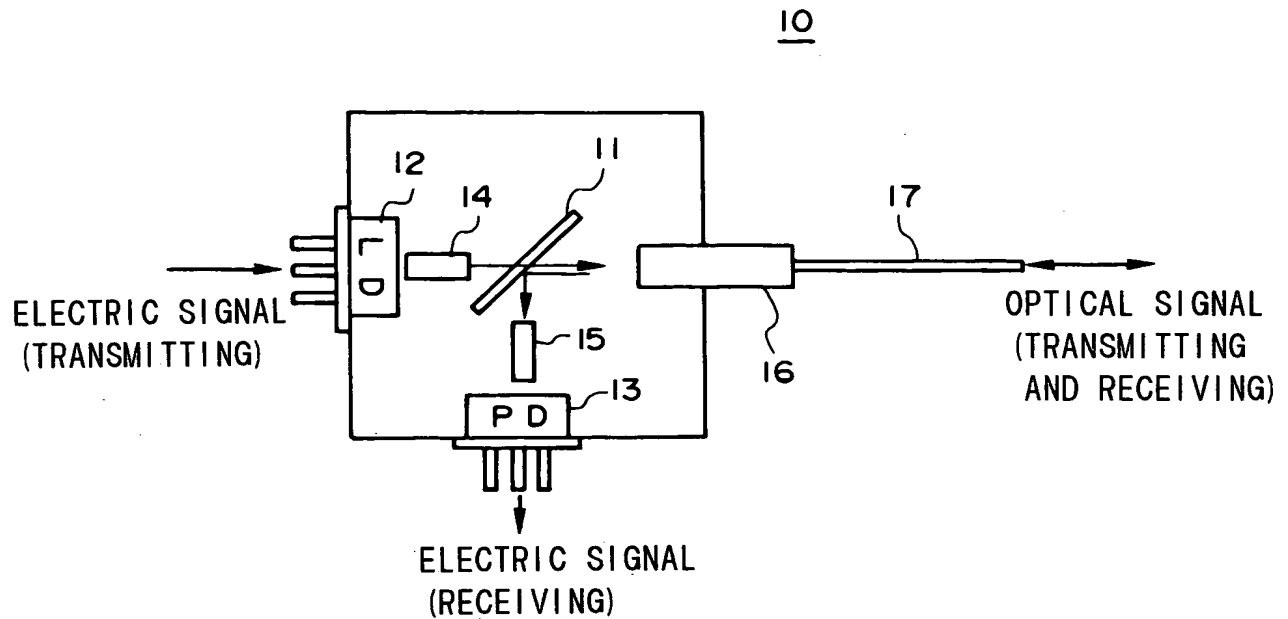 10
11
12
14
17
L D
ELECTRIC SIGNAL
(TRANSMITTING)
15
16
OPTICAL SIGNAL
(TRANSMITTING
AND RECEIVING)
13
P D
ELECTRIC SIGNAL
(RECEIVING)